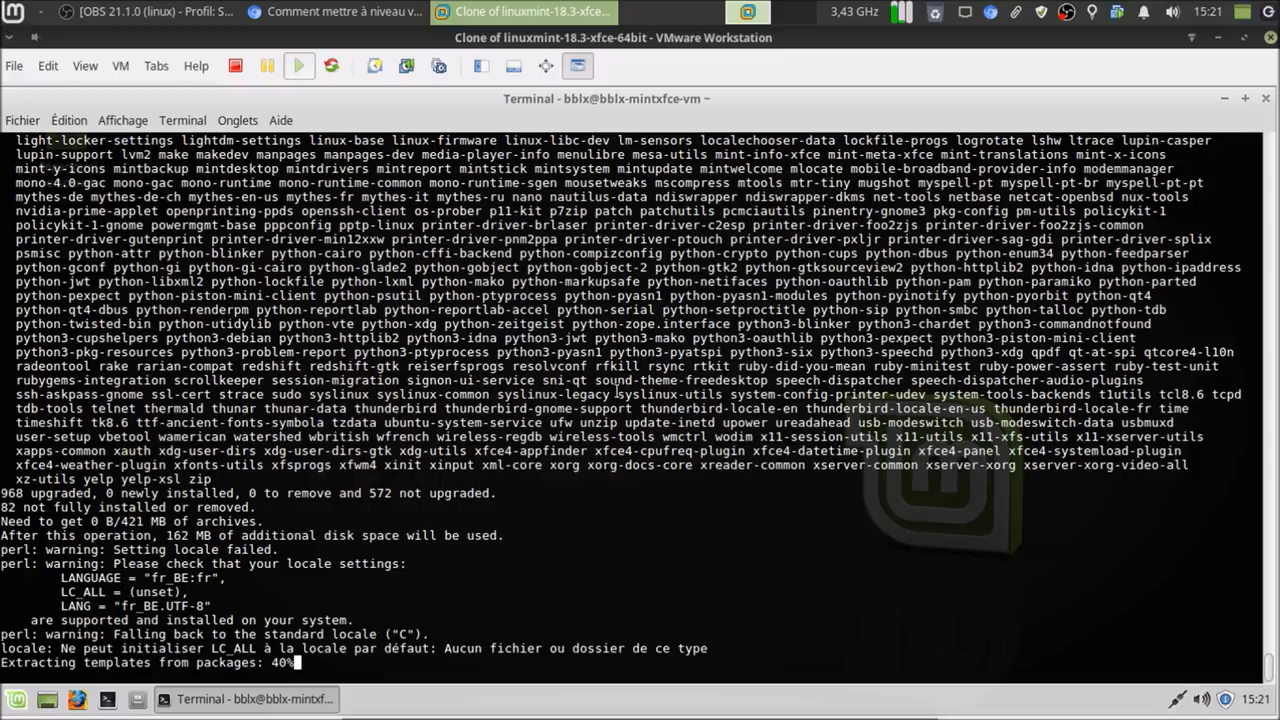 [OBS 21.1.0 (linux) - Profil: S...
Comment mettre à niveau v...
Clone of linuxmint-18.3-xfce...
3,43 GHz
15:21
Clone of linuxmint-18.3-xfce-64bit - VMware Workstation
File Edit View VM Tabs Help
Terminal - bblx@bblx-mintxfce-vm ~
Fichier Édition Affichage Terminal Onglets Aide
light-locker-settings lightdm-settings linux-base linux-firmware linux-libc-dev lm-sensors localechooser-data lockfile-progs logrotate lshw ltrace lupin-casper
lupin-support lvm2 make makedev manpages manpages-dev media-player-info menulibre mesa-utils mint-info-xfce mint-meta-xfce mint-translations mint-x-icons
mint-y-icons mintbackup mintdesktop mintdrivers mintreport mintstick mintsystem mintupdate mintwelcome mlocate mobile-broadband-provider-info modemmanager
mono-4.0-gac mono-gac mono-runtime mono-runtime-common mono-runtime-sgen mousetweaks mscompress mtools mtr-tiny mugshot myspell-pt myspell-pt-br myspell-pt-pt
mythes-de mythes-de-ch mythes-en-us mythes-fr mythes-it mythes-ru nano nautilus-data ndiswrapper ndiswrapper-dkms net-tools netbase netcat-openbsd nux-tools
nvidia-prime-applet openprinting-ppds openssh-client os-prober p11-kit p7zip patch patchutils pcmciautils pinentry-gnome3 pkg-config pm-utils policykit-1
policykit-1-gnome powermgmt-base pppconfig pptp-linux printer-driver-brlaser printer-driver-c2esp printer-driver-foo2zjs printer-driver-foo2zjs-common
printer-driver-gutenprint printer-driver-min12xxw printer-driver-pnm2ppa printer-driver-ptouch printer-driver-pxljr printer-driver-sag-gdi printer-driver-splix
psmisc python-attr python-blinker python-cairo python-cffi-backend python-compizconfig python-crypto python-cups python-dbus python-enum34 python-feedparser
python-gconf python-gi python-gi-cairo python-glade2 python-gobject python-gobject-2 python-gtk2 python-gtksourceview2 python-httplib2 python-idna python-ipaddress
python-jwt python-libxml2 python-lockfile python-lxml python-mako python-markupsafe python-netifaces python-oauthlib python-pam python-paramiko python-parted
python-pexpect python-piston-mini-client python-psutil python-ptyprocess python-pyasn1 python-pyasn1-modules python-pyinotify python-pyorbit python-qt4
python-qt4-dbus python-renderpm python-reportlab python-reportlab-accel python-serial python-setproctitle python-sip python-smbc python-talloc python-tdb
python-twisted-bin python-utidylib python-vte python-xdg python-zeitgeist python-zope.interface python3-blinker python3-chardet python3-commandnotfound
python3-cupshelpers python3-debian python3-httplib2 python3-idna python3-jwt python3-mako python3-oauthlib python3-pexpect python3-piston-mini-client
python3-pkg-resources python3-problem-report python3-ptyprocess python3-pyasn1 python3-pyatspi python3-six python3-speechd python3-xdg qpdf qt-at-spi qtcore4-l10n
radeontool rake rarian-compat redshift redshift-gtk reiserfsprogs resolvconf rfkill rsync rtkit ruby-did-you-mean ruby-minitest ruby-power-assert ruby-test-unit
rubygems-integration scrollkeeper session-migration signon-ui-service sni-qt sound-theme-freedesktop speech-dispatcher speech-dispatcher-audio-plugins
ssh-askpass-gnome ssl-cert strace sudo syslinux syslinux-common syslinux-legacy syslinux-utils system-config-printer-udev system-tools-backends t1utils tcl8.6 tcpd
tdb-tools telnet thermald thunar thunar-data thunderbird thunderbird-gnome-support thunderbird-locale-en thunderbird-locale-en-us thunderbird-locale-fr time
timeshift tk8.6 ttf-ancient-fonts-symbola tzdata ubuntu-system-service ufw unzip update-inetd upower ureadahead usb-modeswitch usb-modeswitch-data usbmuxd
user-setup vbetool wamerican watershed wbritish wfrench wireless-regdb wireless-tools wmctrl wodim x11-session-utils x11-utils x11-xfs-utils x11-xserver-utils
xapps-common xauth xdg-user-dirs xdg-user-dirs-gtk xdg-utils xfce4-appfinder xfce4-cpufreq-plugin xfce4-datetime-plugin xfce4-panel xfce4-systemload-plugin
xfce4-weather-plugin xfonts-utils xfsprogs xfwm4 xinit xinput xml-core xorg xorg-docs-core xreader-common xserver-common xserver-xorg xserver-xorg-video-all
xz-utils yelp yelp-xsl zip
968 upgraded, 0 newly installed, 0 to remove and 572 not upgraded.
82 not fully installed or removed.
Need to get 0 B/421 MB of archives.
After this operation, 162 MB of additional disk space will be used.
perl: warning: Setting locale failed.
perl: warning: Please check that your locale settings:
LANGUAGE = "fr_BE:fr",
LC_ALL = (unset),
LANG = "fr_BE.UTF-8"
are supported and installed on your system.
perl: warning: Falling back to the standard locale ("C").
locale: Ne peut initialiser LC_ALL à la locale par défaut: Aucun fichier ou dossier de ce type
Extracting templates from packages: 40%
Terminal - bblx@bblx-mintxf...
15:21